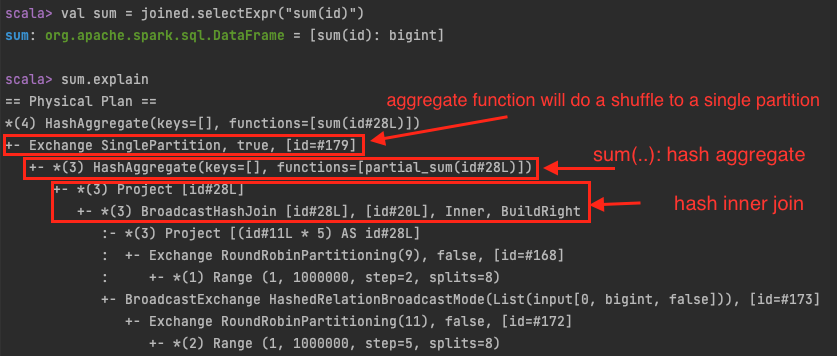 scala> val sum = joined.selectExpr("sum(id)")
sum: org.apache.spark.sql.DataFrame = [sum(id): bigint]
scala> sum.explain
== Physical Plan ==
aggregate function will do a shuffle to a single partition
*(4) HashAggregate(keys=[], functions=[sum(id#28L)])
+- Exchange SinglePartition, true, [id=#179]
sum(..): hash aggregate
+- *(3) HashAggregate(keys=[], functions=[partial_sum(id#28L)])
+- *(3) Project [id#28L]
hash inner join
+- *(3) BroadcastHashJoin [id#28L], [id#20L], Inner, BuildRight
:- *(3) Project [(id#11L * 5) AS id#28L]
: +- Exchange RoundRobinPartitioning(9), false, [id=#168]
: +- *(1) Range (1, 1000000, step=2, splits=8)
+- BroadcastExchange HashedRelationBroadcastMode(List(input[0, bigint, false])), [id=#173]
+- Exchange RoundRobinPartitioning(11), false, [id=#172]
+- *(2) Range (1, 1000000, step=5, splits=8)